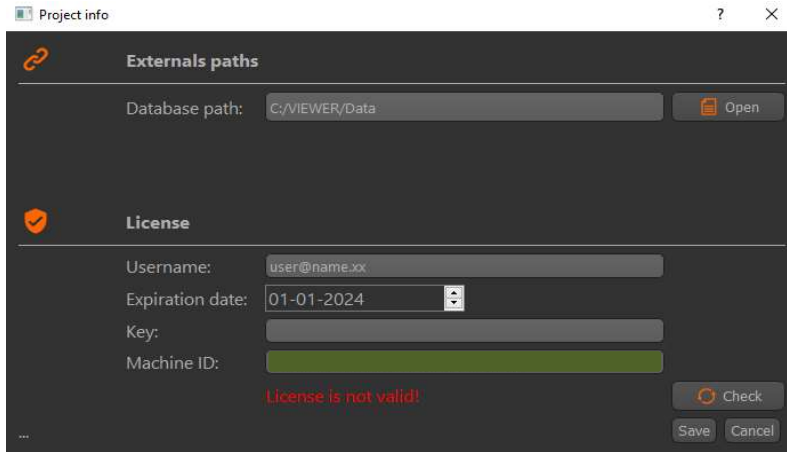 Project info ? ×
Externals paths
Database path: C:/VIEWER/Data Open
License
Username: user@name.xx
Expiration date: 01-01-2024
Key:
Machine ID:
License is not valid! Check
... Save Cancel